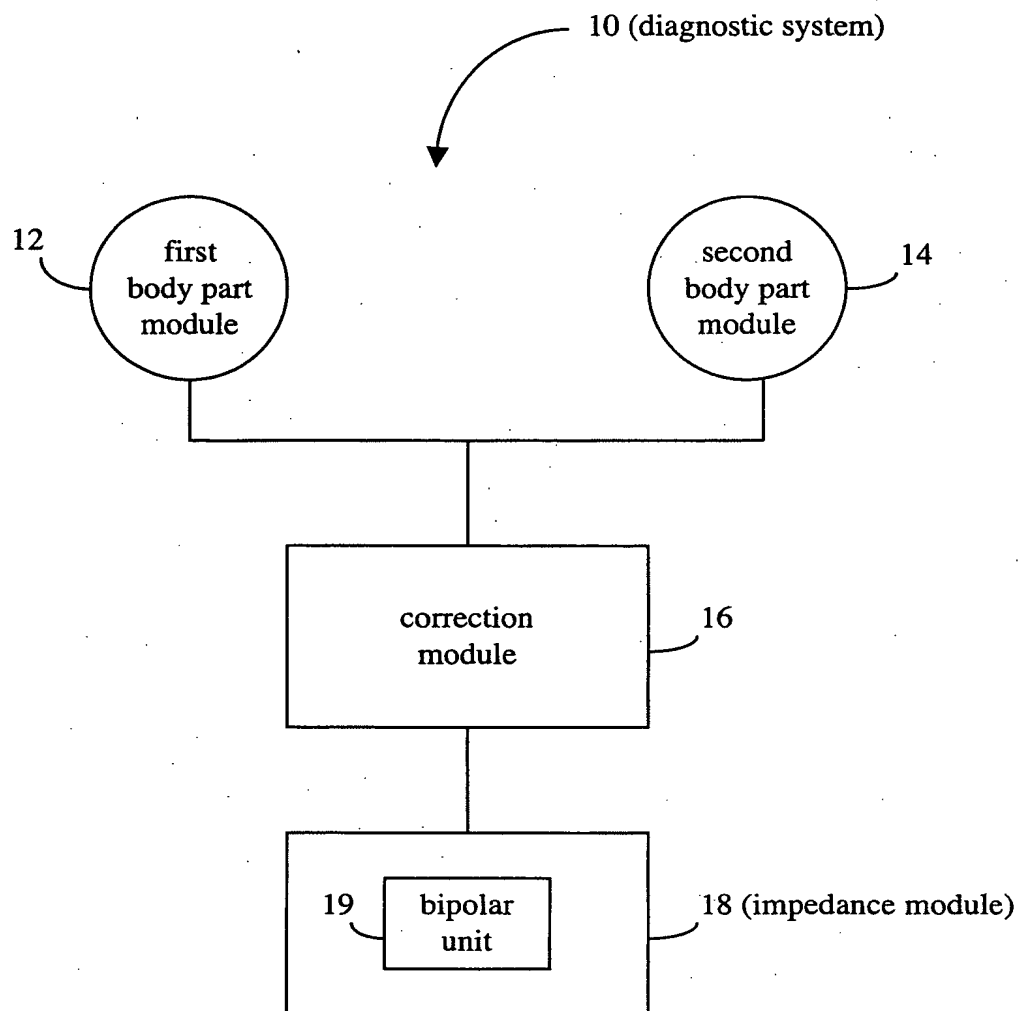 10 (diagnostic system)
12
first
body part
module
second
body part
module
14
correction
module
16
19
bipolar
unit
18 (impedance module)